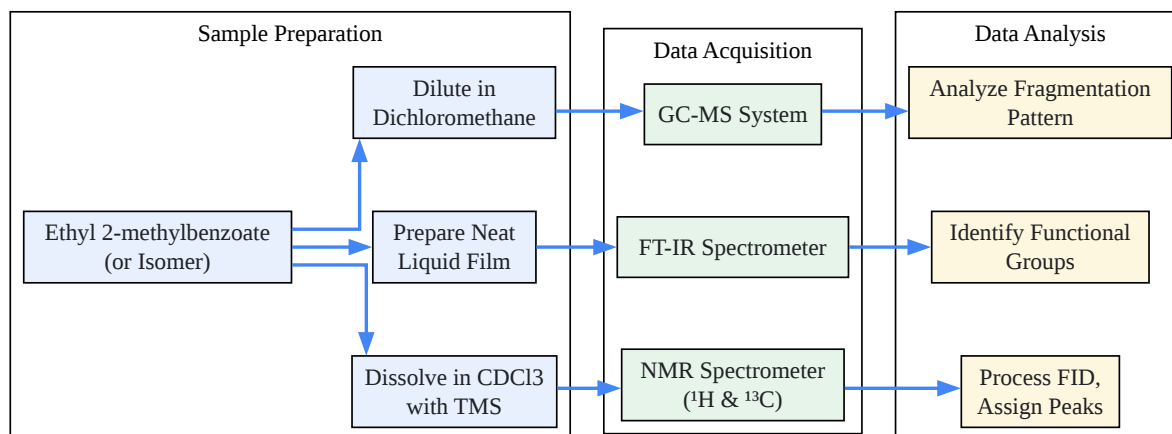 Sample Preparation
Data Acquisition
Data Analysis
Dilute in
Dichloromethane
GC-MS System
Analyze Fragmentation
Pattern
Ethyl 2-methylbenzoate
(or Isomer)
Prepare Neat
Liquid Film
FT-IR Spectrometer
Identify Functional
Groups
Dissolve in CDCl3
with TMS
NMR Spectrometer
(¹H & ¹³C)
Process FID,
Assign Peaks